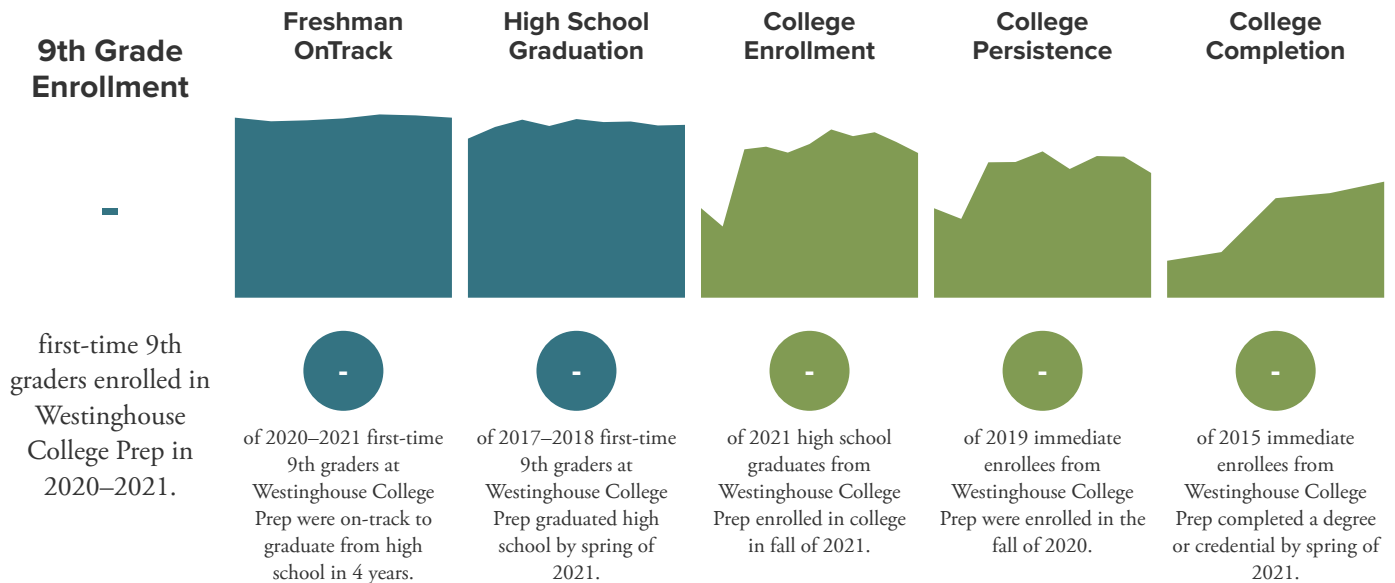 9th Grade
Enrollment
-
first-time 9th
graders enrolled in
Westinghouse
College Prep in
2020–2021.
Freshman
OnTrack
-
of 2020–2021 first-time
9th graders at
Westinghouse College
Prep were on-track to
graduate from high
school in 4 years.
High School
Graduation
-
of 2017–2018 first-time
9th graders at
Westinghouse College
Prep graduated high
school by spring of
2021.
College
Enrollment
-
of 2021 high school
graduates from
Westinghouse College
Prep enrolled in college
in fall of 2021.
College
Persistence
-
of 2019 immediate
enrollees from
Westinghouse College
Prep were enrolled in the
fall of 2020.
College
Completion
-
of 2015 immediate
enrollees from
Westinghouse College
Prep completed a degree
or credential by spring of
2021.